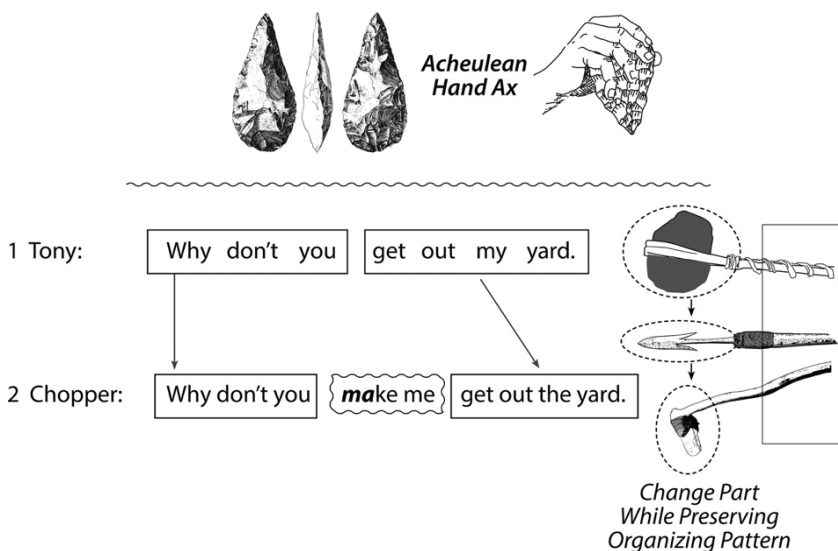 Acheulean
Hand Ax
1 Tony: Why don't you get out my yard.
2 Chopper: Why don't you make me get out the yard.
Change Part
While Preserving
Organizing Pattern